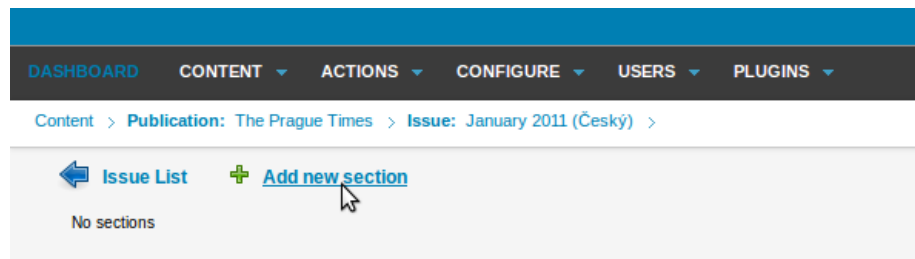 DASHBOARD CONTENT ACTIONS CONFIGURE USERS PLUGINS
Content > Publication: The Prague Times > Issue: January 2011 (Český) >
Issue List Add new section
No sections